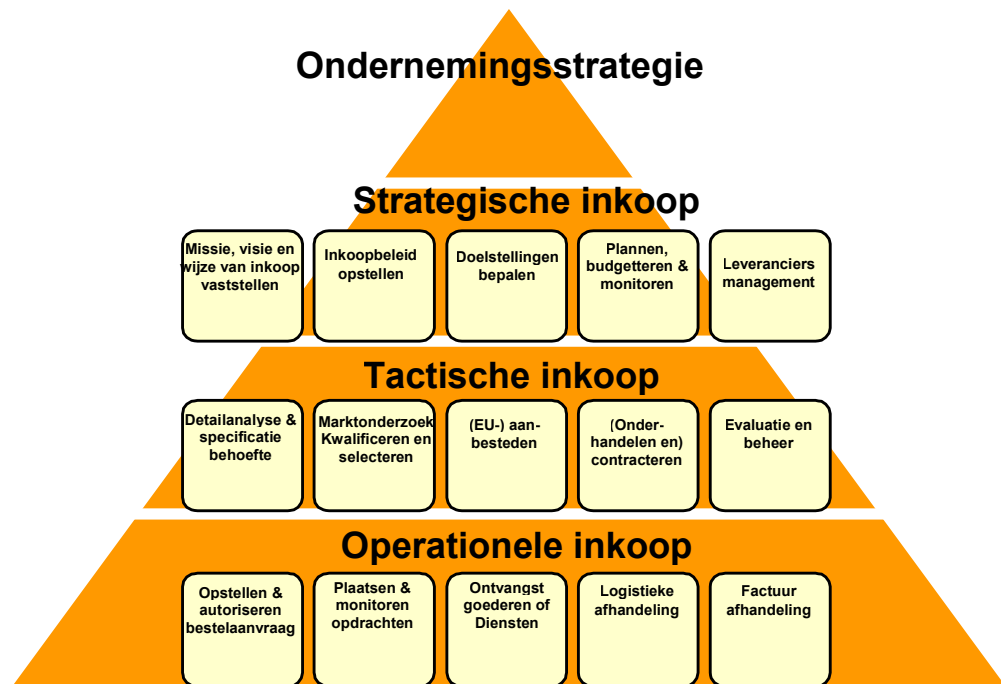 Ondernemingsstrategie
Strategische inkoop
Missie, visie en
wijze van inkoop
vaststellen
Inkoopbeleid
opstellen
Doelstellingen
bepalen
Plannen,
budgetteren &
monitoren
Leveranciers
management
Tactische inkoop
Detailanalyse &
specificatie
behoefte
Marktonderzoek
Kwalificeren en
selecteren
(EU-) aan-
besteden
(Onder-
handelen en)
contracteren
Evaluatie en
beheer
Operationele inkoop
Opstellen &
autoriseren
bestelaanvraag
Plaatsen &
monitoren
opdrachten
Ontvangst
goederen of
Diensten
Logistieke
afhandeling
Factuur
afhandeling